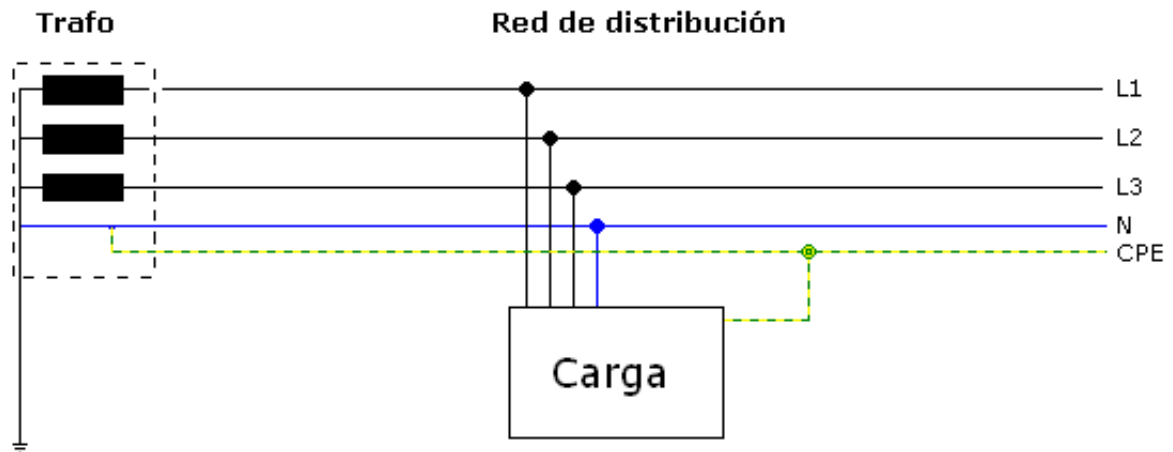 Trafo
Red de distribución
L1
L2
L3
N
CPE
Carga